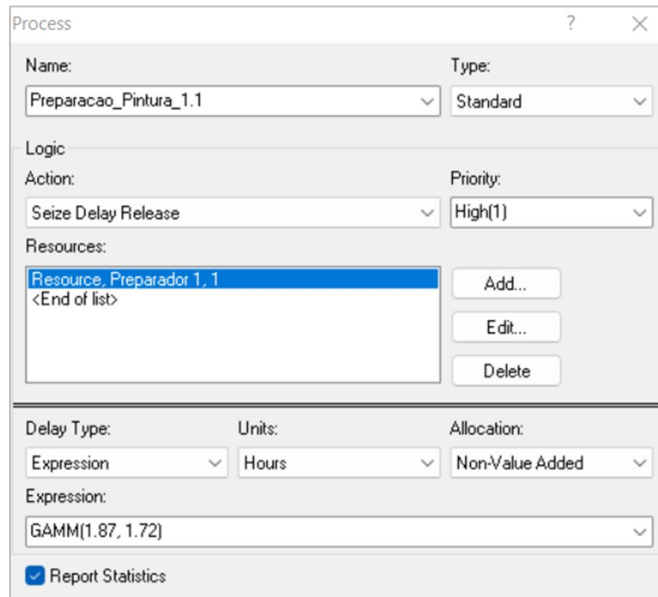 Process ?
Name: Type:
Preparacao_Pintura_1.1 Standard
Logic
Action: Priority:
Seize Delay Release High(1)
Resources:
Resource, Preparador 1, 1
<End of list>
Add...
Edit...
Delete
Delay Type: Units: Allocation:
Expression Hours Non-Value Added
Expression:
GAMM(1.87, 1.72)
Report Statistics